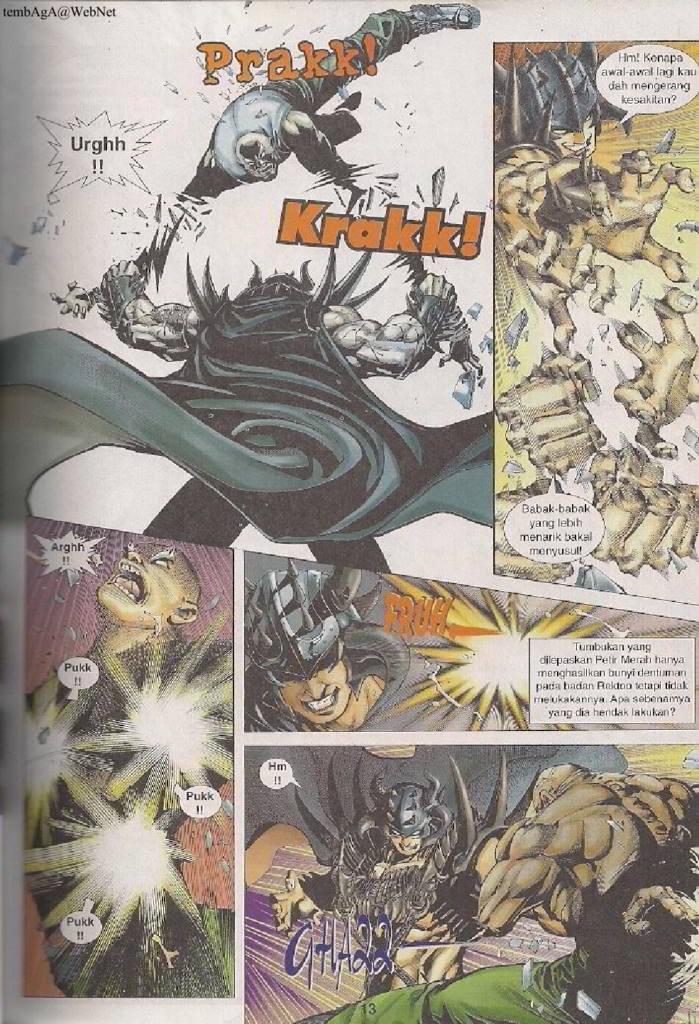 tembAgA@WebNet
Prakk!
Urghh
!!
Krakk!
Hm! Kenapa
awal-awal lagi kau
dah mengerang
kesakitan?
Babak-babak
yang lebih
menarik bakal
menyusul!
Arghh
!!
Pukk
!!
Pukk
!!
Pukk
!!
FRUH
Tumbukan yang
dilepaskan Petir Merah hanya
menghasilkan bunyi dentuman
pada badan Rekdoo tetapi tidak
melukakannya. Apa sebenarnya
yang dia hendak lakukan?
Hm
!!
13